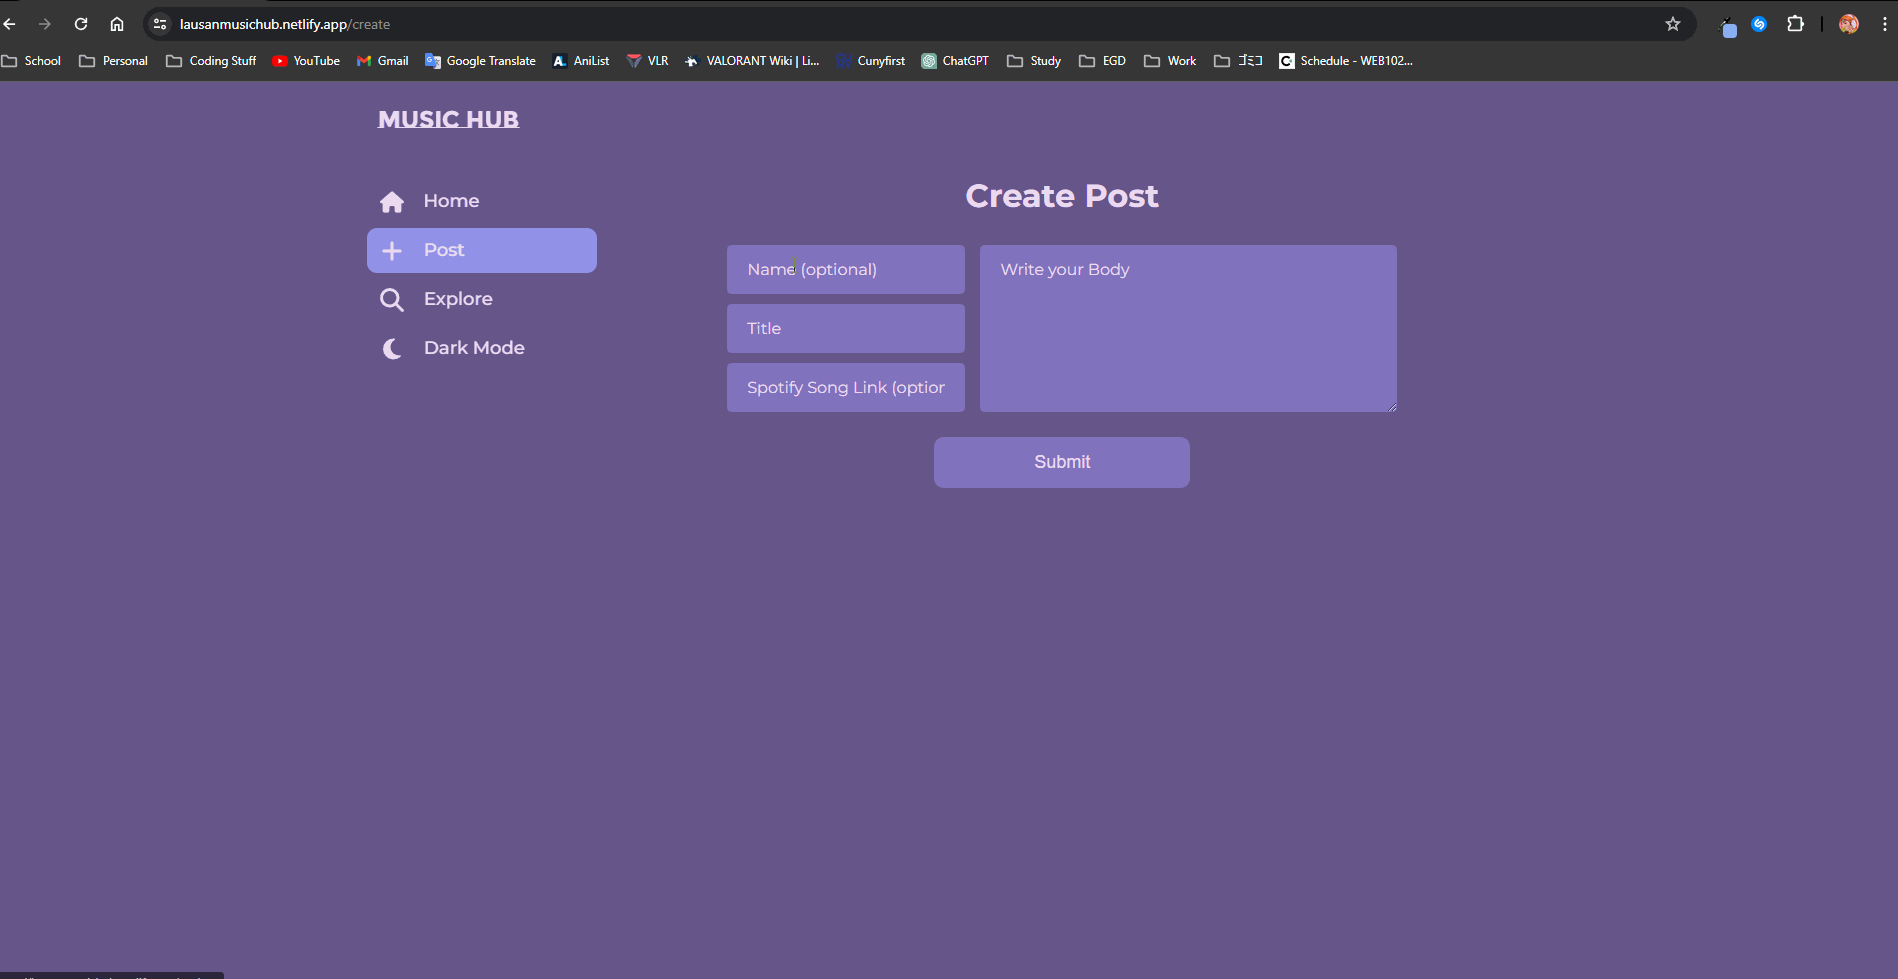 lausanmusichub.netlify.app/create
School Personal Coding Stuff YouTube Gmail Google Translate AniList VLR VALORANT Wiki | Li... Cunyfirst ChatGPT Study EGD Work ゴミコ Schedule - WEB102...
MUSIC HUB
Home
Post
Explore
Dark Mode
Create Post
Name (optional)
Title
Spotify Song Link (option
Write your Body
Submit